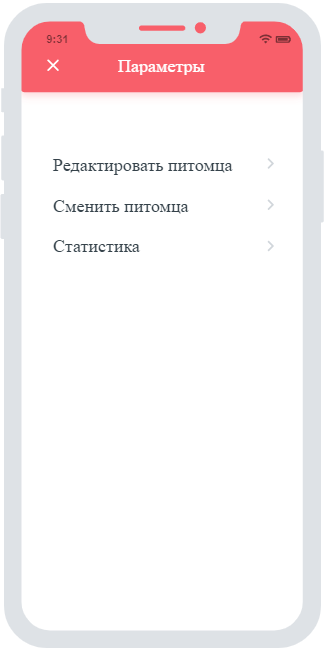 9:31
Параметры
Редактировать питомца
Сменить питомца
Статистика